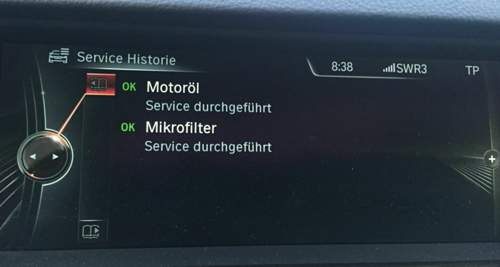 Service Historie
8:38 SWR3 TP
OK Motoröl
Service durchgeführt
OK Mikrofilter
Service durchgeführt